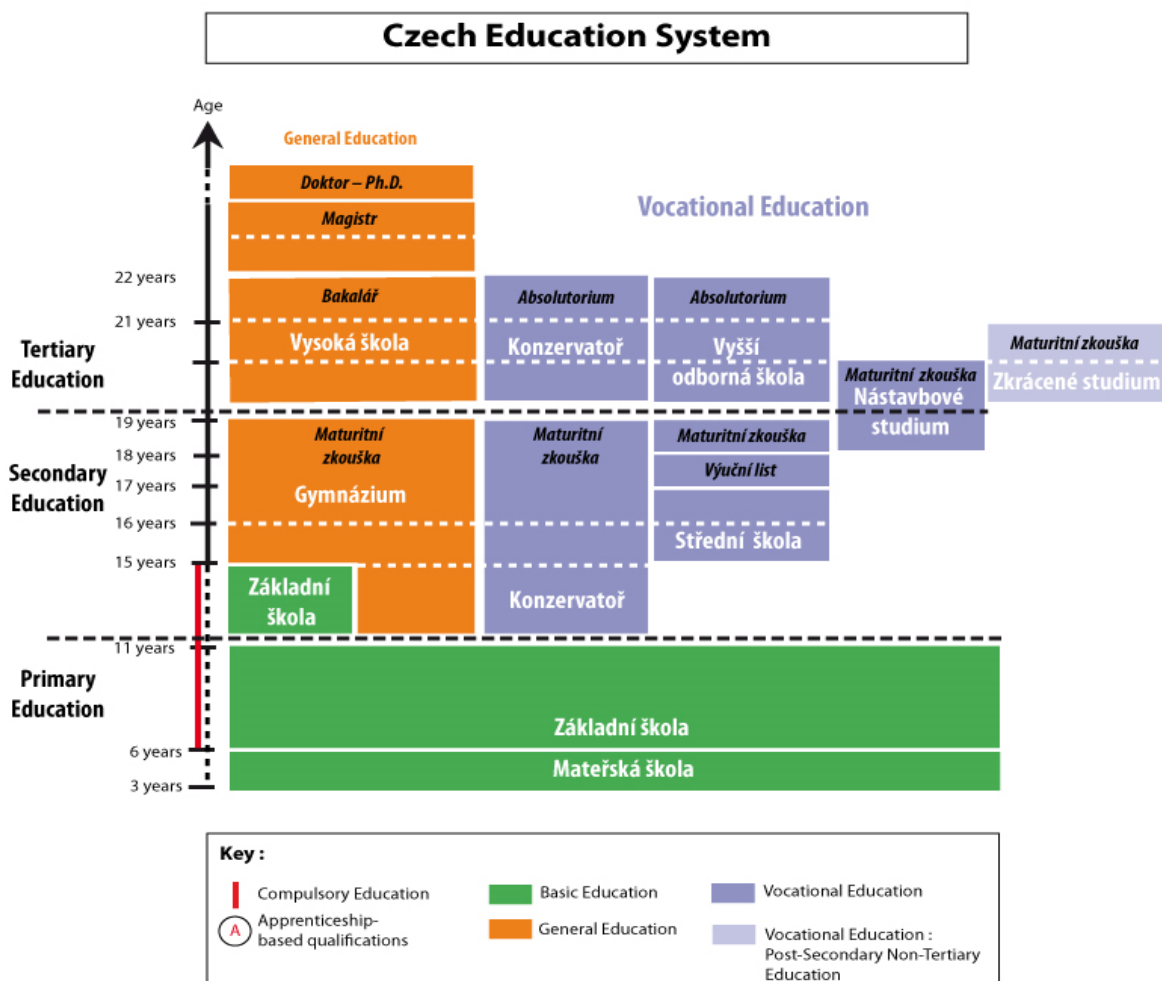 Czech Education System
Age
General Education
Doktor – Ph.D.
Vocational Education
Magistr
22 years
Bakalář
Absolutorium
Absolutorium
21 years
Vysoká škola
Konzervatoř
Vyšší
odborná škola
Maturitní zkouška
Zkrácené studium
Tertiary
Education
Maturitní zkouška
Nástavbové
studium
19 years
Maturitní
zkouška
Maturitní
zkouška
Maturitní zkouška
18 years
Výuční list
Secondary
Education
17 years
Gymnázium
16 years
Střední škola
15 years
Základní
škola
Konzervatoř
11 years
Primary
Education
Základní škola
6 years
Mateřská škola
3 years
Key :
Compulsory Education
A
Apprenticeship-
based qualifications
Basic Education
General Education
Vocational Education
Vocational Education :
Post-Secondary Non-Tertiary
Education